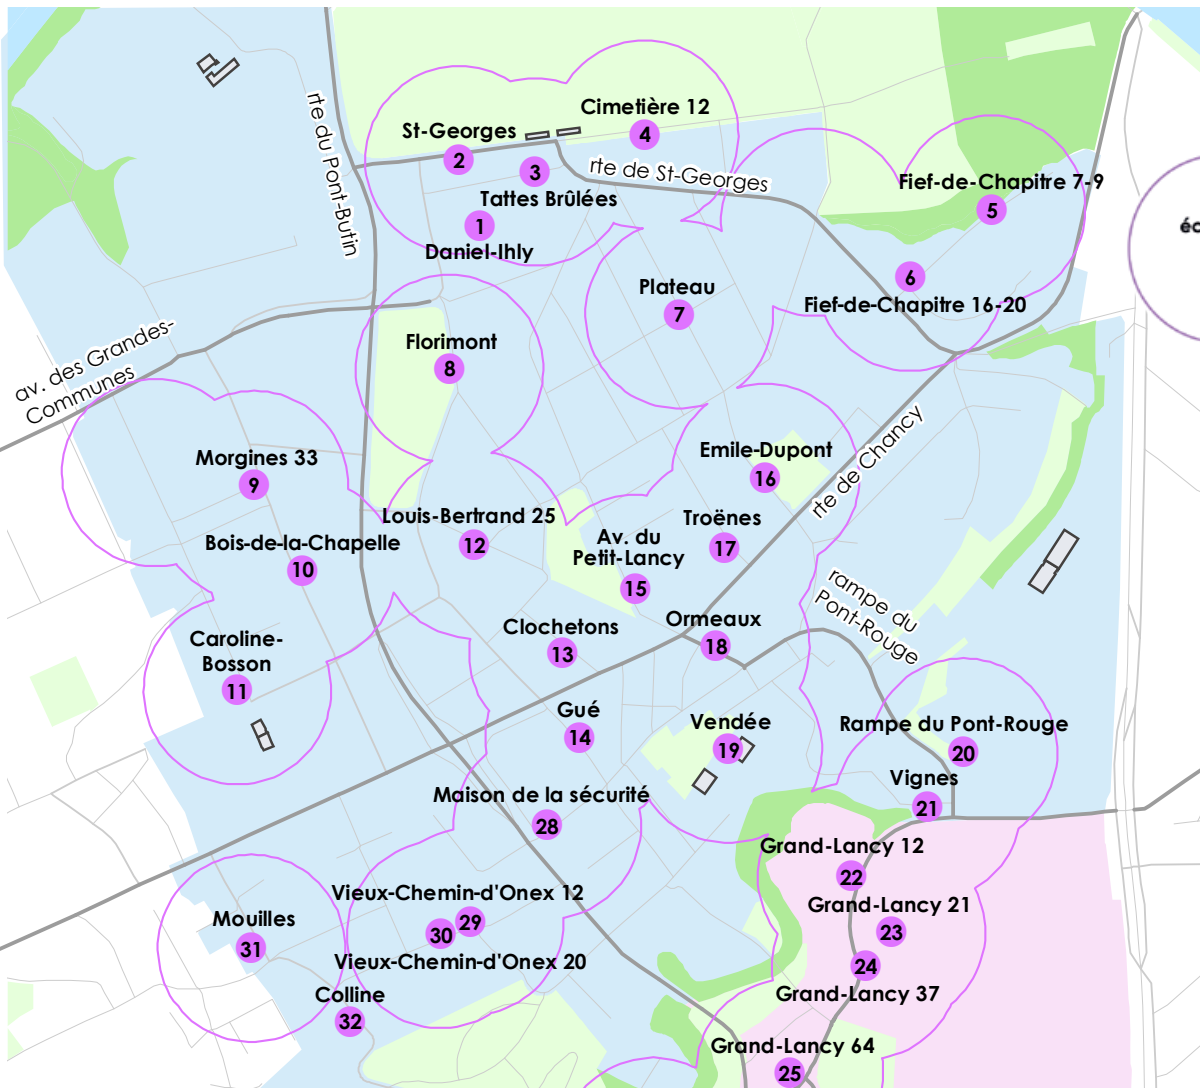 Cimetière 12
4
St-Georges
2
3
Tattes Brûlées
1
Daniel-Ihly
rte du Pont-Butin
rte de St-Georges
Fief-de-Chapitre 7-9
5
6
Fief-de-Chapitre 16-20
éc
Plateau
7
Florimont
8
av. des Grandes-
Communes
Morgines 33
9
Bois-de-la-Chapelle
10
Louis-Bertrand 25
12
Emile-Dupont
16
rte de Chancy
Troënes
17
Av. du
Petit-Lancy
15
rampe du
Pont-Rouge
Caroline-
Bosson
11
Clochetons
13
Ormeaux
18
Gué
14
Vendée
19
Rampe du Pont-Rouge
20
Vignes
21
Maison de la sécurité
28
Grand-Lancy 12
22
Grand-Lancy 21
23
24
Grand-Lancy 37
Vieux-Chemin-d'Onex 12
29
30
Vieux-Chemin-d'Onex 20
Mouilles
31
Colline
32
Grand-Lancy 64
25